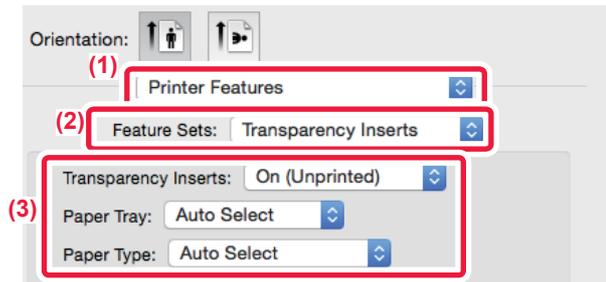 Orientation:
(1)
Printer Features
(2)
Feature Sets: Transparency Inserts
(3)
Transparency Inserts: On (Unprinted)
Paper Tray: Auto Select
Paper Type: Auto Select